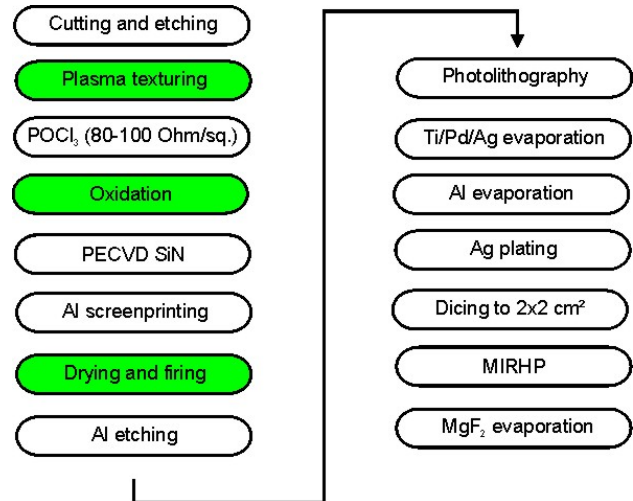 Cutting and etching
Plasma texturing
POCl₃ (80-100 Ohm/sq.)
Oxidation
PECVD SiN
Al screenprinting
Drying and firing
Al etching
Photolithography
Ti/Pd/Ag evaporation
Al evaporation
Ag plating
Dicing to 2x2 cm²
MIRHP
MgF₂ evaporation